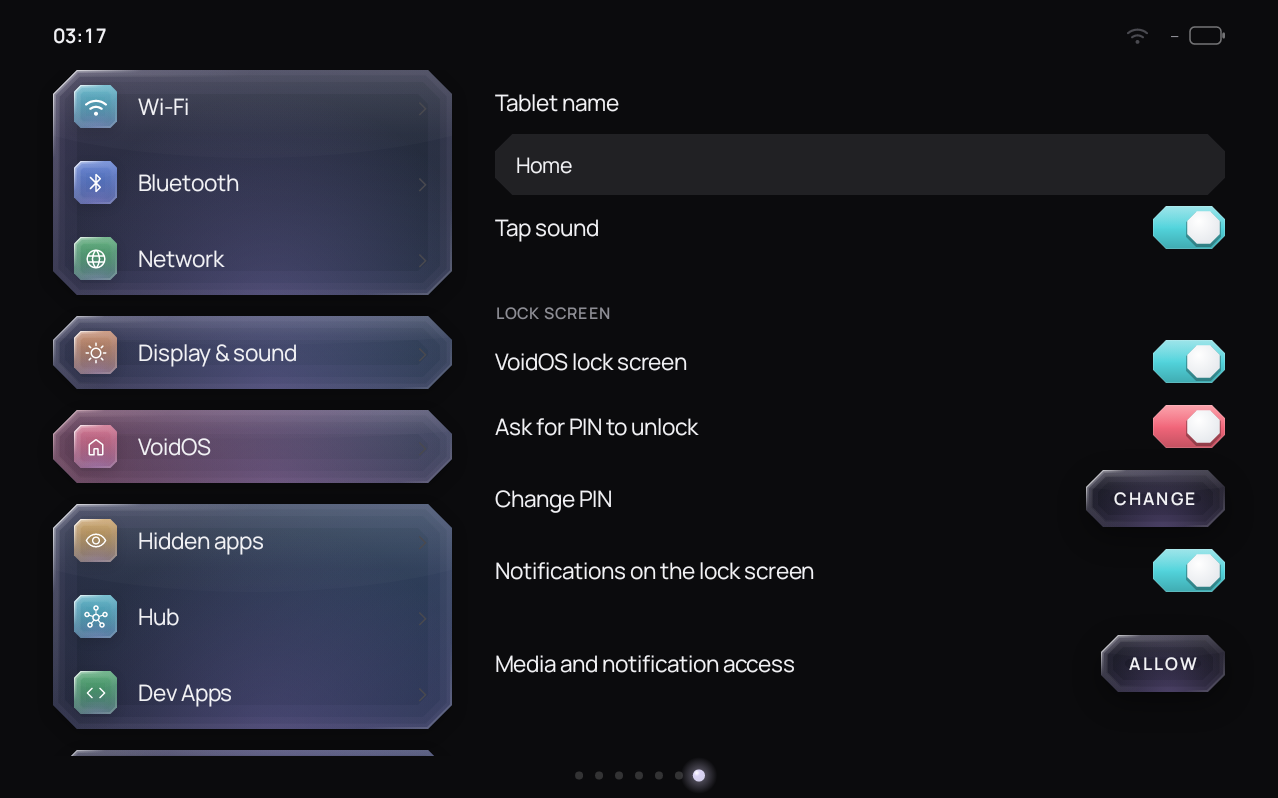 03:17
Wi-Fi
Bluetooth
Network
Display & sound
VoidOS
Hidden apps
Hub
Dev Apps
Tablet name
Home
Tap sound
LOCK SCREEN
VoidOS lock screen
Ask for PIN to unlock
Change PIN
CHANGE
Notifications on the lock screen
Media and notification access
ALLOW